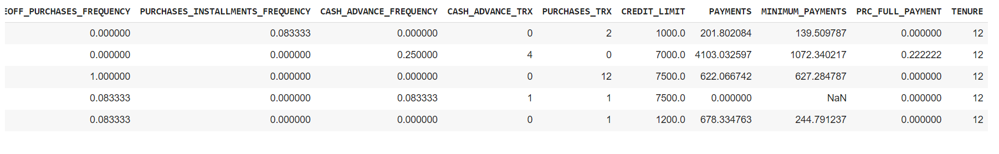 EOFF_PURCHASES_FREQUENCY PURCHASES_INSTALLMENTS_FREQUENCY CASH_ADVANCE_FREQUENCY CASH_ADVANCE_TRX PURCHASES_TRX CREDIT_LIMIT PAYMENTS MINIMUM_PAYMENTS PRC_FULL_PAYMENT TENURE
0.000000 0.083333 0.000000 0 2 1000.0 201.802084 139.509787 0.000000 12
0.000000 0.000000 0.250000 4 0 7000.0 4103.032597 1072.340217 0.222222 12
1.000000 0.000000 0.000000 0 12 7500.0 622.066742 627.284787 0.000000 12
0.083333 0.000000 0.083333 1 1 7500.0 0.000000 NaN 0.000000 12
0.083333 0.000000 0.000000 0 1 1200.0 678.334763 244.791237 0.000000 12